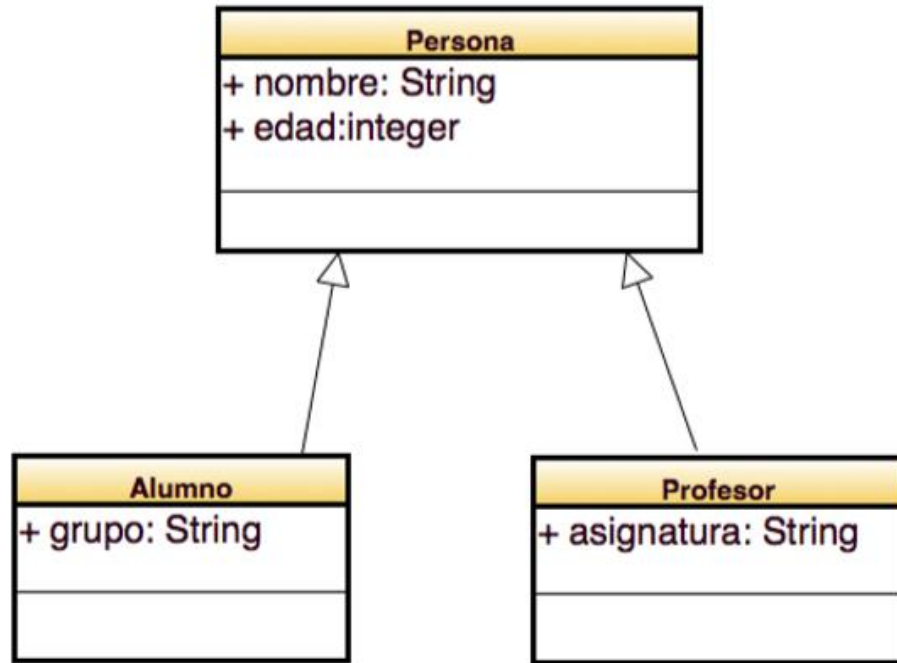 Persona
+ nombre: String
+ edad:integer
Alumno
+ grupo: String
Profesor
+ asignatura: String